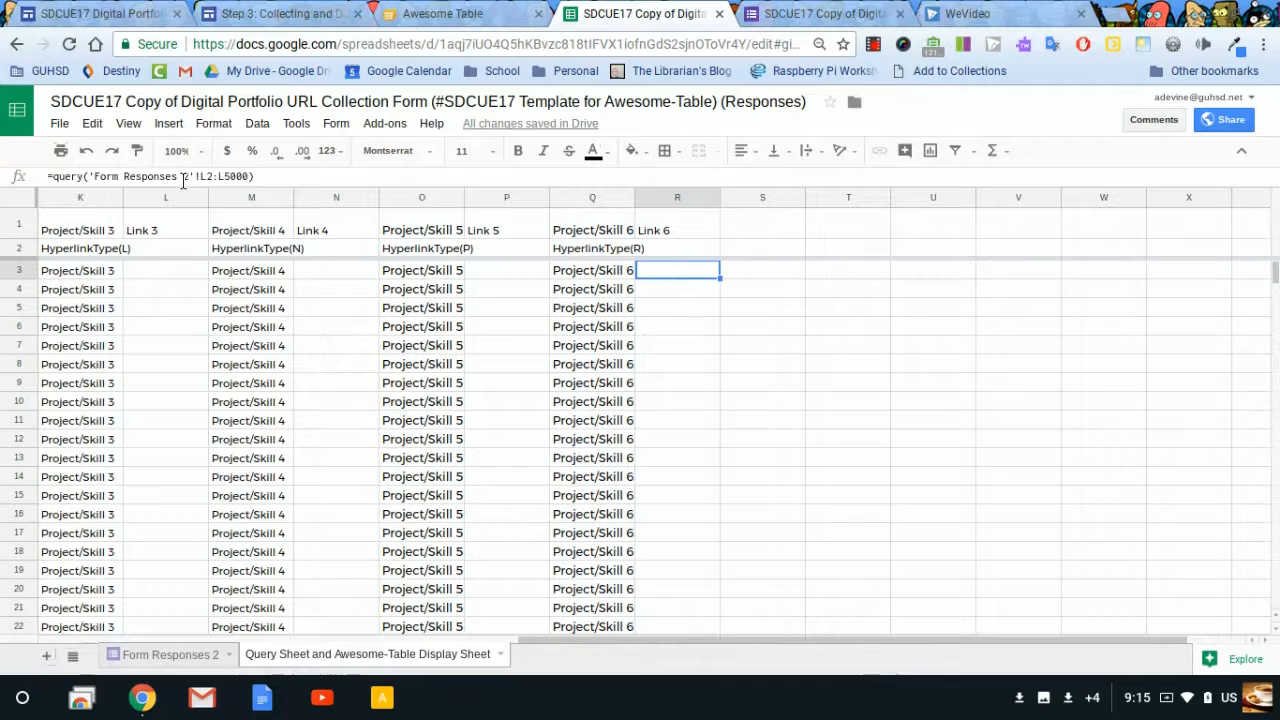 SDCUE17 Digital Portfo
Step 3: Collecting and D
Awesome Table
SDCUE17 Copy of Digita
SDCUE17 Copy of Digita
WeVideo
Secure
https://docs.google.com/spreadsheets/d/1aqj7iUO4Q5hKBvzc818tIFVX1iofnGdS2sjnOToVr4Y/edit#gi...
GUHSD
Destiny
My Drive - Google Dri
Google Calendar
School
Personal
The Librarian's Blog
Raspberry Pi Works
Add to Collections
Other bookmarks
SDCUE17 Copy of Digital Portfolio URL Collection Form (#SDCUE17 Template for Awesome-Table) (Responses)
adevine@guhsd.net
File Edit View Insert Format Data Tools Form Add-ons Help All changes saved in Drive
Comments
Share
100% $ % .0 .00 123 Montserrat 11 B I S A
fx =query('Form Responses 2'!L2:L5000)
K L M N O P Q R S T U V W X
1 Project/Skill 3 Link 3 Project/Skill 4 Link 4 Project/Skill 5 Link 5 Project/Skill 6 Link 6
2 HyperlinkType(L) HyperlinkType(N) HyperlinkType(P) HyperlinkType(R)
3 Project/Skill 3 Project/Skill 4 Project/Skill 5 Project/Skill 6
4 Project/Skill 3 Project/Skill 4 Project/Skill 5 Project/Skill 6
5 Project/Skill 3 Project/Skill 4 Project/Skill 5 Project/Skill 6
6 Project/Skill 3 Project/Skill 4 Project/Skill 5 Project/Skill 6
7 Project/Skill 3 Project/Skill 4 Project/Skill 5 Project/Skill 6
8 Project/Skill 3 Project/Skill 4 Project/Skill 5 Project/Skill 6
9 Project/Skill 3 Project/Skill 4 Project/Skill 5 Project/Skill 6
10 Project/Skill 3 Project/Skill 4 Project/Skill 5 Project/Skill 6
11 Project/Skill 3 Project/Skill 4 Project/Skill 5 Project/Skill 6
12 Project/Skill 3 Project/Skill 4 Project/Skill 5 Project/Skill 6
13 Project/Skill 3 Project/Skill 4 Project/Skill 5 Project/Skill 6
14 Project/Skill 3 Project/Skill 4 Project/Skill 5 Project/Skill 6
15 Project/Skill 3 Project/Skill 4 Project/Skill 5 Project/Skill 6
16 Project/Skill 3 Project/Skill 4 Project/Skill 5 Project/Skill 6
17 Project/Skill 3 Project/Skill 4 Project/Skill 5 Project/Skill 6
18 Project/Skill 3 Project/Skill 4 Project/Skill 5 Project/Skill 6
19 Project/Skill 3 Project/Skill 4 Project/Skill 5 Project/Skill 6
20 Project/Skill 3 Project/Skill 4 Project/Skill 5 Project/Skill 6
21 Project/Skill 3 Project/Skill 4 Project/Skill 5 Project/Skill 6
22 Project/Skill 3 Project/Skill 4 Project/Skill 5 Project/Skill 6
Form Responses 2
Query Sheet and Awesome-Table Display Sheet
Explore
+4 9:15 US